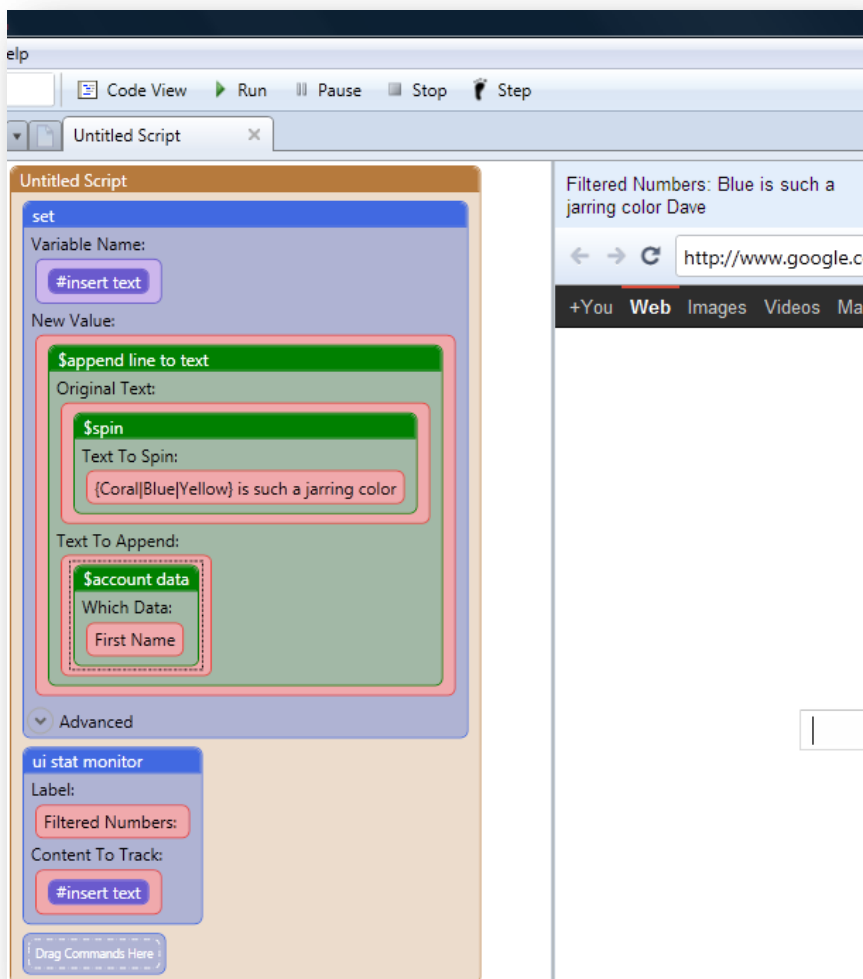 elp
Code View Run Pause Stop Step
Untitled Script
Untitled Script
set
Variable Name:
#insert text
New Value:
$append line to text
Original Text:
$spin
Text To Spin:
{Coral|Blue|Yellow} is such a jarring color
Text To Append:
$account data
Which Data:
First Name
Advanced
ui stat monitor
Label:
Filtered Numbers:
Content To Track:
#insert text
Drag Commands Here
Filtered Numbers: Blue is such a
jarring color Dave
http://www.google.c
+You Web Images Videos Ma